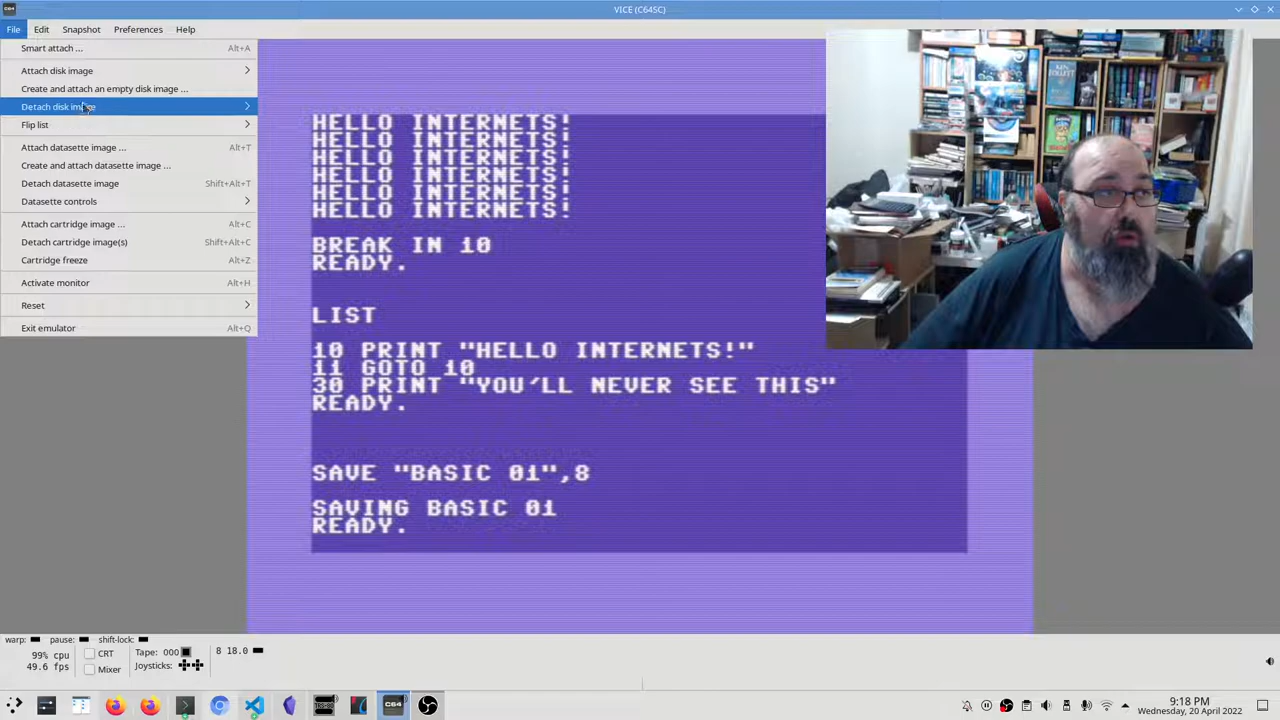 C64
VICE (C64SC)
File Edit Snapshot Preferences Help
Smart attach ... Alt+A
Attach disk image
Create and attach an empty disk image ...
Detach disk image
Flip list
Attach datasette image ... Alt+T
Create and attach datasette image ...
Detach datasette image Shift+Alt+T
Datasette controls
Attach cartridge image ... Alt+C
Detach cartridge image(s) Shift+Alt+C
Cartridge freeze Alt+Z
Activate monitor Alt+H
Reset
Exit emulator Alt+Q
HELLO INTERNETS!
HELLO INTERNETS!
HELLO INTERNETS!
HELLO INTERNETS!
HELLO INTERNETS!
HELLO INTERNETS!
BREAK IN 10
READY.
LIST
10 PRINT "HELLO INTERNETS!"
11 GOTO 10
30 PRINT "YOU'LL NEVER SEE THIS"
READY.
SAVE "BASIC 01",8
SAVING BASIC 01
READY.
KEN
FOLLETT
warp: pause: shift-lock:
99% cpu
49.6 fps
CRT
Mixer
Tape: 000
Joysticks:
8 18.0
C64
9:18 PM
Wednesday, 20 April 2022